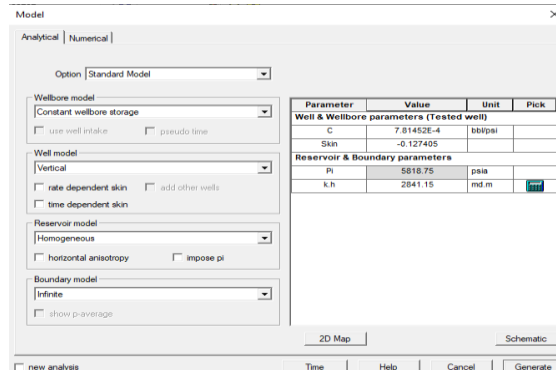 Model
Analytical Numerical
Option Standard Model
Wellbore model
Constant wellbore storage
use well intake pseudo time
Well model
Vertical
rate dependent skin add other wells
time dependent skin
Reservoir model
Homogeneous
horizontal anisotropy impose pi
Boundary model
Infinite
show p-average
Parameter Value Unit Pick
Well & Wellbore parameters (Tested well)
C 7.81452E-4 bbl/psi
Skin -0.127405
Reservoir & Boundary parameters
Pi 5818.75 psia
k.h 2841.15 md.m
2D Map Schematic
new analysis Time Help Cancel Generate